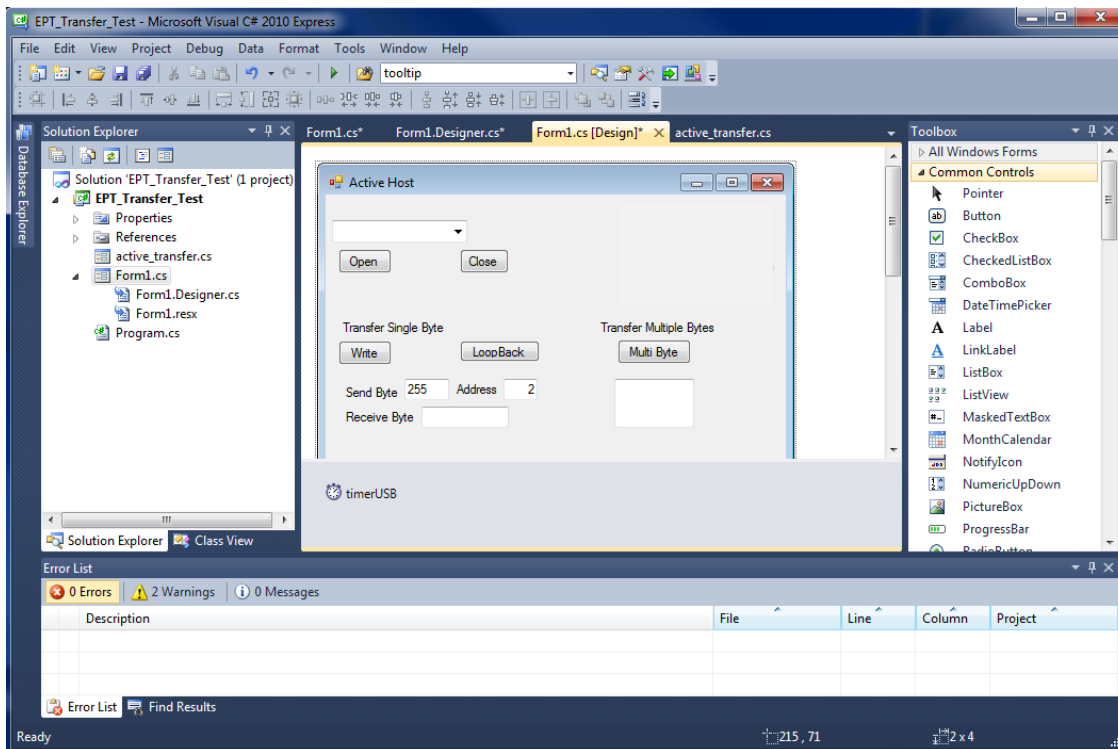 EPT_Transfer_Test - Microsoft Visual C# 2010 Express
File Edit View Project Debug Data Format Tools Window Help
tooltip
Database Explorer
Solution Explorer
Solution 'EPT_Transfer_Test' (1 project)
EPT_Transfer_Test
Properties
References
active_transfer.cs
Form1.cs
Form1.Designer.cs
Form1.resx
Program.cs
Solution Explorer Class View
Form1.cs* Form1.Designer.cs* Form1.cs [Design]* active_transfer.cs
Active Host
Open Close
Transfer Single Byte Transfer Multiple Bytes
Write LoopBack Multi Byte
Send Byte 255 Address 2
Receive Byte
timerUSB
Toolbox
All Windows Forms
Common Controls
Pointer
ab Button
CheckBox
CheckedListBox
ComboBox
DateTimePicker
A Label
A LinkLabel
ListBox
ListView
MaskedTextBox
MonthCalendar
NotifyIcon
NumericUpDown
PictureBox
ProgressBar
RadioButton
Error List
0 Errors 2 Warnings 0 Messages
Description File Line Column Project
Error List Find Results
Ready 215 , 71 2 x 4